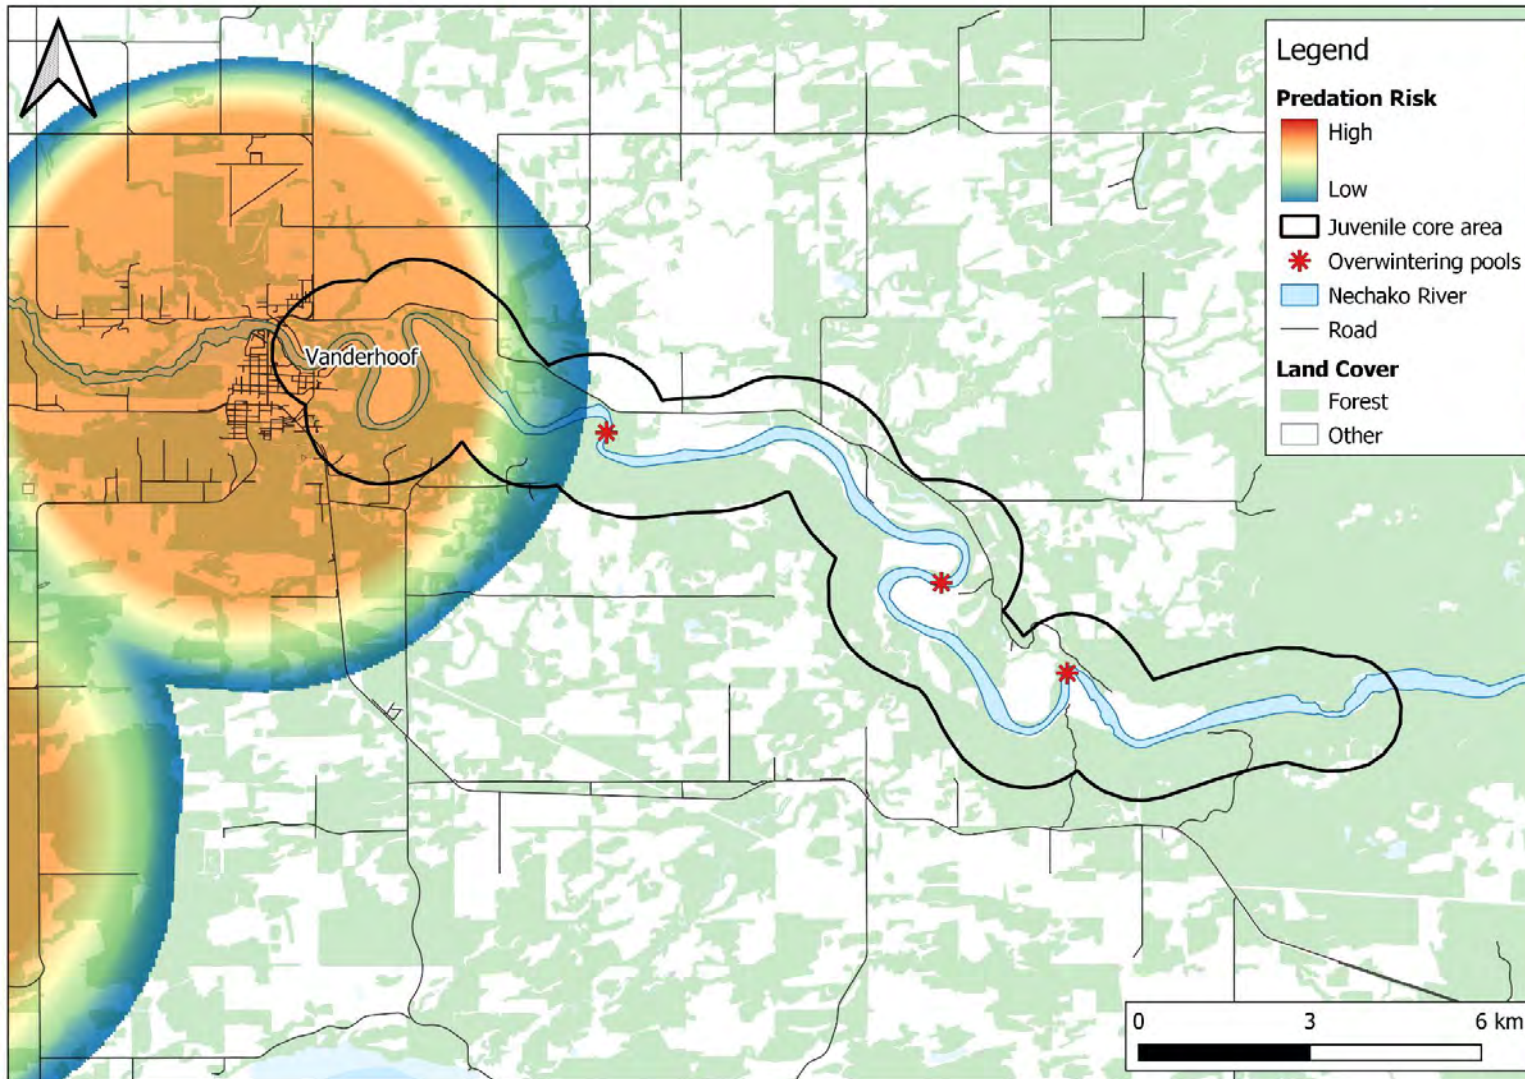 Legend
Predation Risk
High
Low
Juvenile core area
Overwintering pools
Nechako River
Road
Land Cover
Forest
Other
Vanderhoof
0 3 6 km